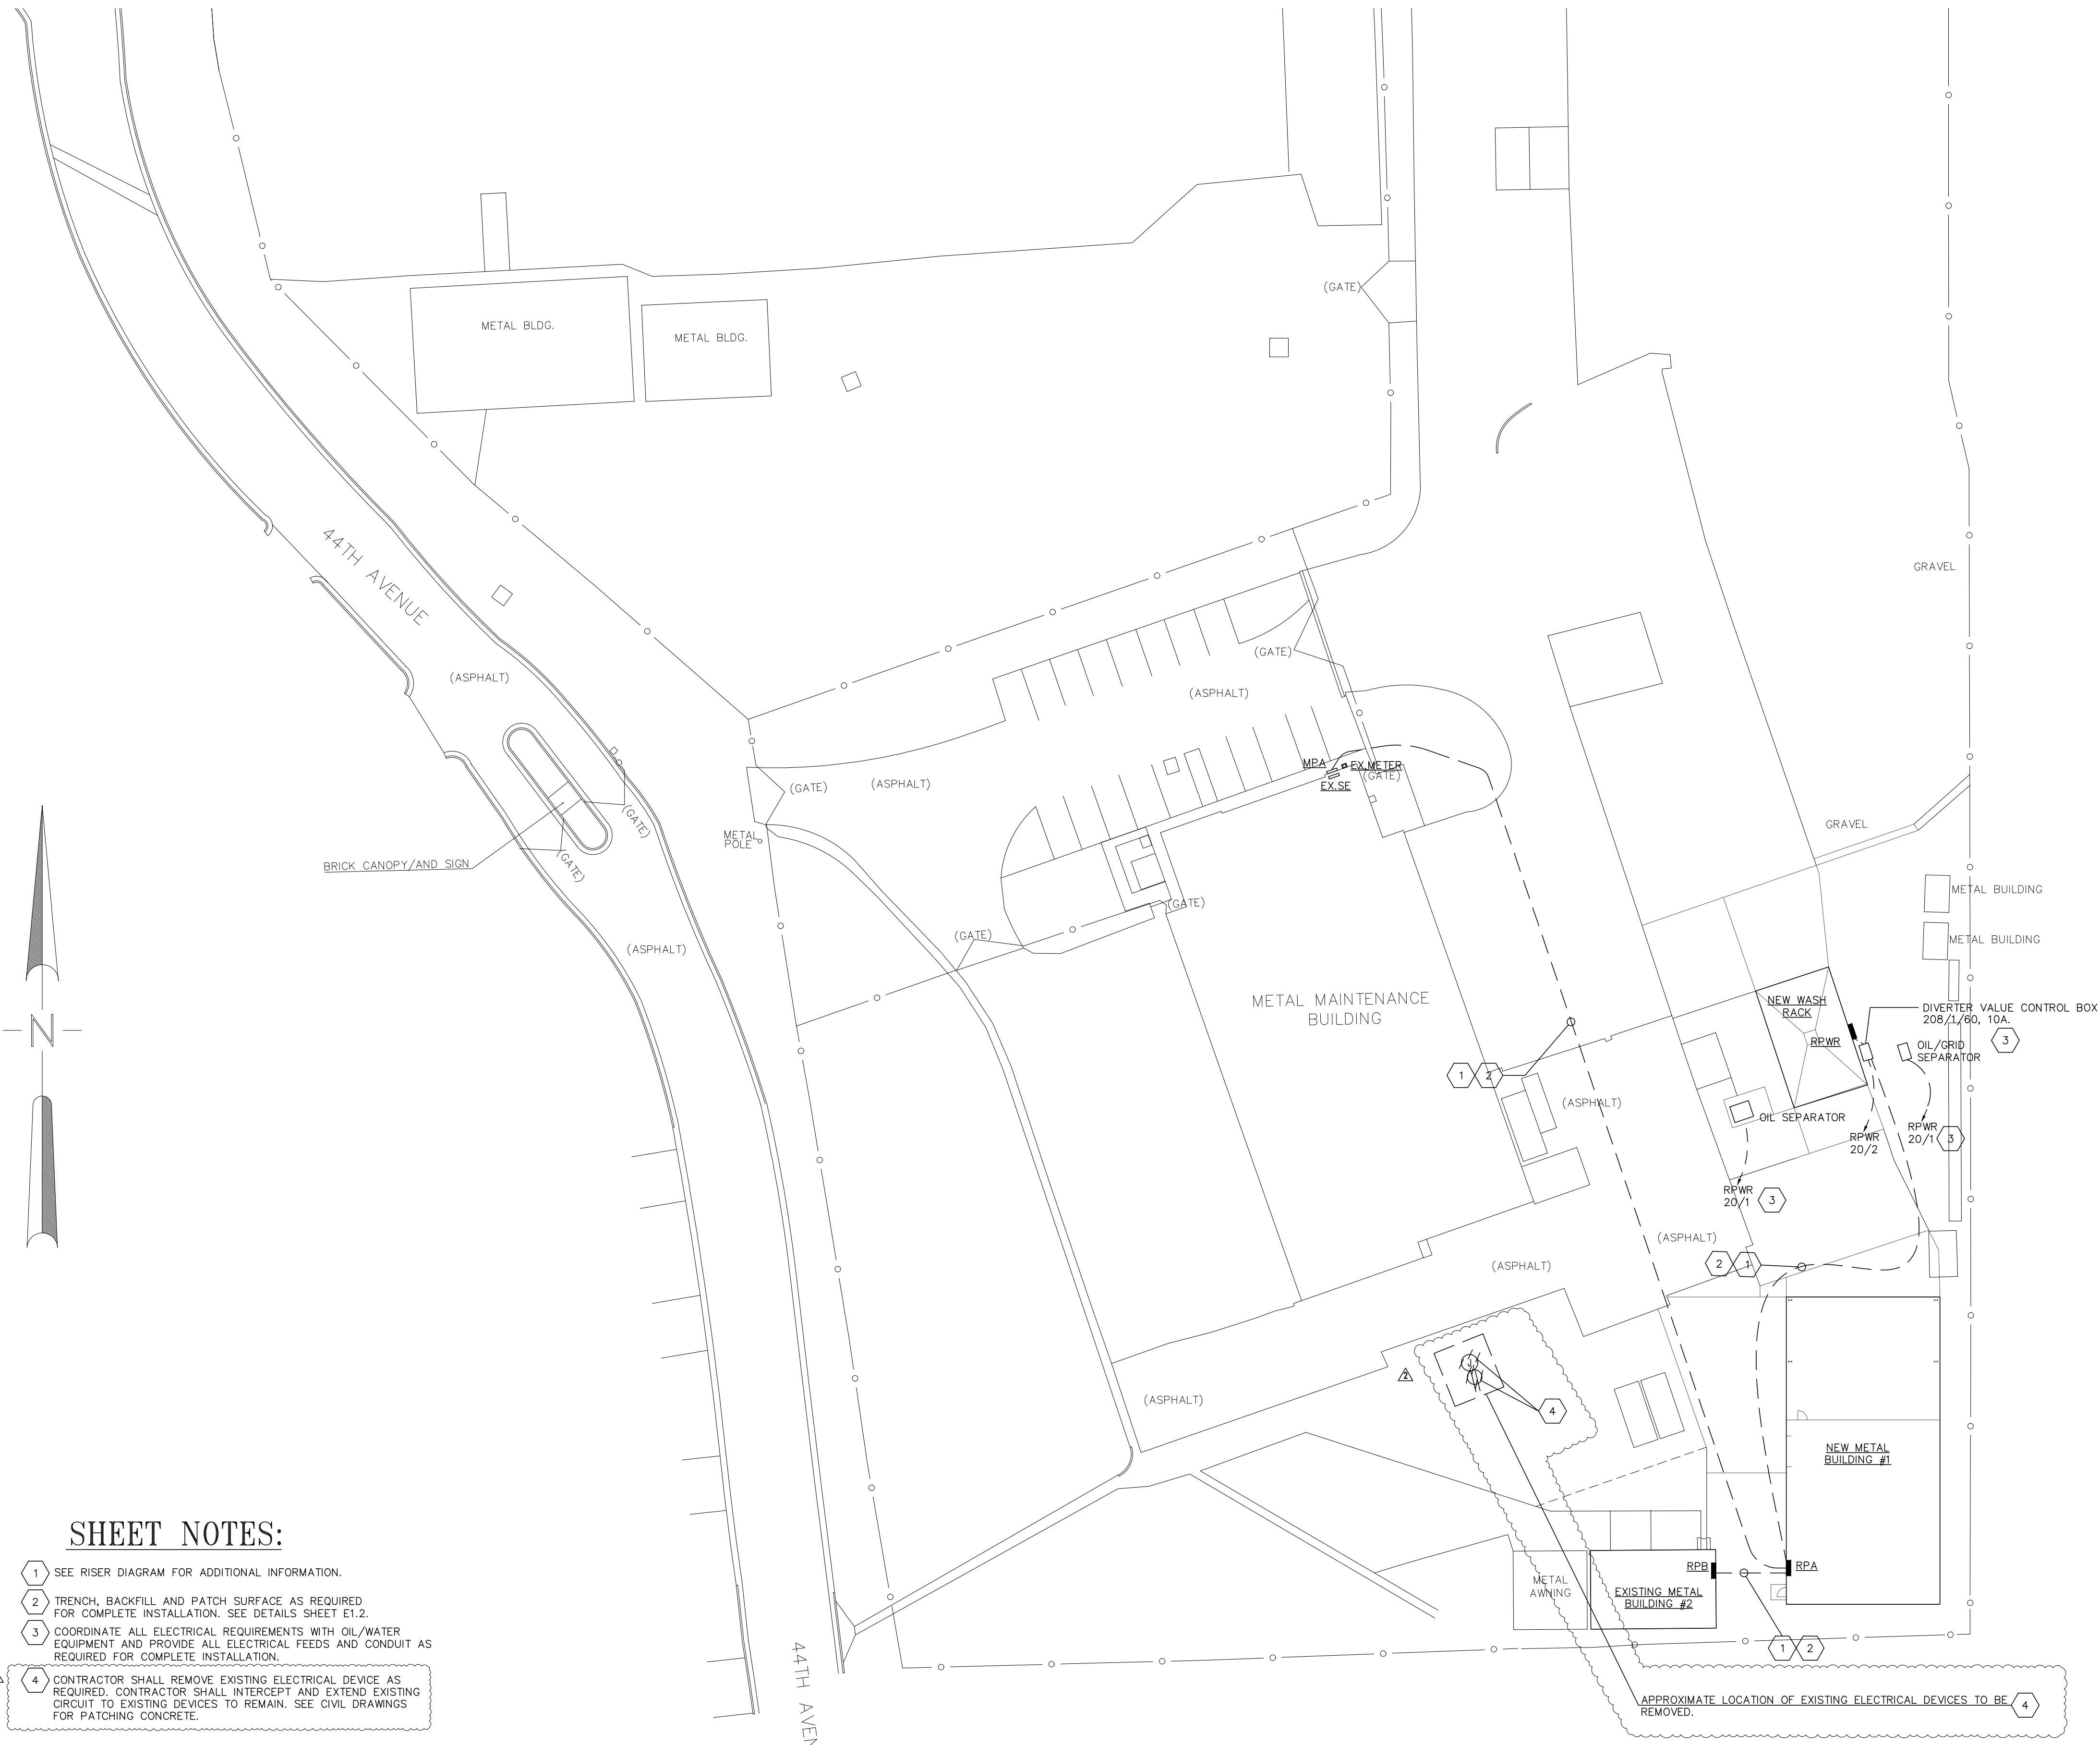 (GATE)
METAL BLDG.
METAL BLDG.
44TH AVENUE
GRAVEL
(GATE)
(ASPHALT)
(ASPHALT)
MPA
EX.METER
(GATE)
EX.SE
(GATE)
(ASPHALT)
(GATE)
GRAVEL
METAL
POLE
BRICK CANOPY/AND SIGN
(GATE)
METAL BUILDING
(GATE)
(GATE)
METAL BUILDING
(ASPHALT)
METAL MAINTENANCE
BUILDING
NEW WASH
RACK
RPWR
DIVERTER VALUE CONTROL BOX
208/1/60, 10A.
OIL/GRID
SEPARATOR
3
N
1
2
(ASPHALT)
OIL SEPARATOR
RPWR
20/2
RPWR
20/1
3
RPWR
20/1
3
(ASPHALT)
2
1
(ASPHALT)
2
J
4
(ASPHALT)
NEW METAL
BUILDING #1
RPB
RPA
METAL
AWNING
EXISTING METAL
BUILDING #2
1
2
44TH AVEN
APPROXIMATE LOCATION OF EXISTING ELECTRICAL DEVICES TO BE
REMOVED.
4
SHEET NOTES:
1 SEE RISER DIAGRAM FOR ADDITIONAL INFORMATION.
2 TRENCH, BACKFILL AND PATCH SURFACE AS REQUIRED
FOR COMPLETE INSTALLATION. SEE DETAILS SHEET E1.2.
3 COORDINATE ALL ELECTRICAL REQUIREMENTS WITH OIL/WATER
EQUIPMENT AND PROVIDE ALL ELECTRICAL FEEDS AND CONDUIT AS
REQUIRED FOR COMPLETE INSTALLATION.
4 CONTRACTOR SHALL REMOVE EXISTING ELECTRICAL DEVICE AS
REQUIRED. CONTRACTOR SHALL INTERCEPT AND EXTEND EXISTING
CIRCUIT TO EXISTING DEVICES TO REMAIN. SEE CIVIL DRAWINGS
FOR PATCHING CONCRETE.